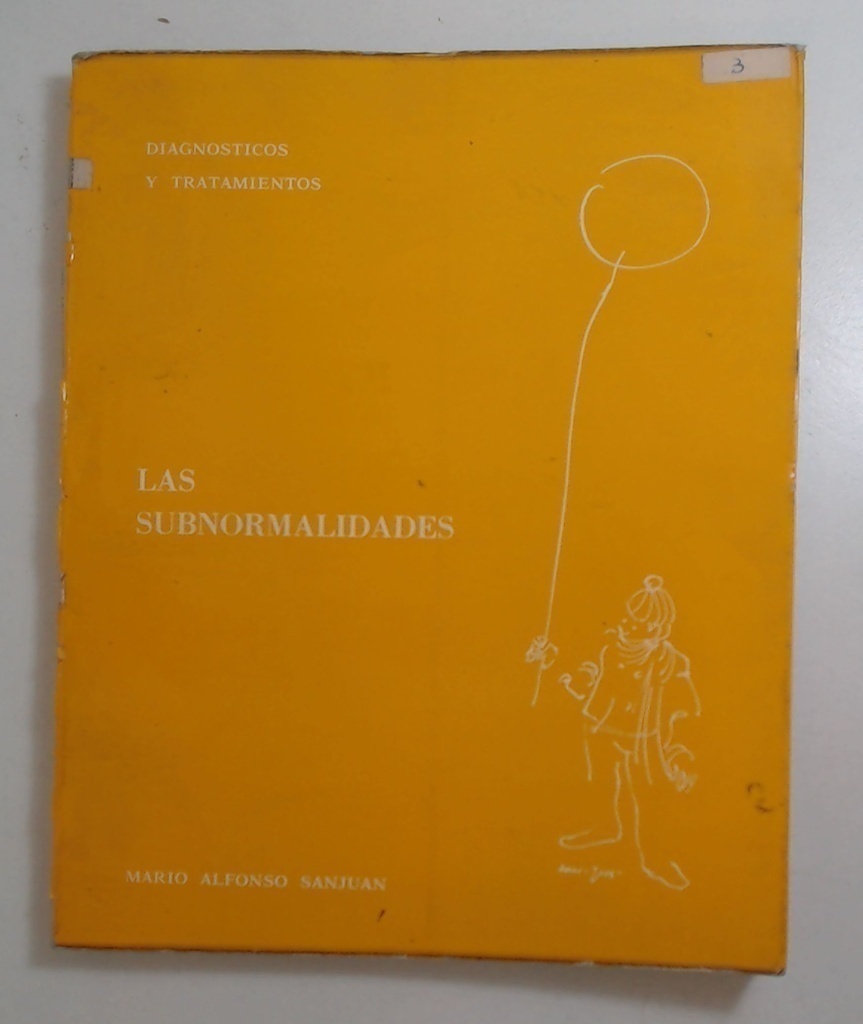 3
DIAGNOSTICOS
Y TRATAMIENTOS
LAS
SUBNORMALIDADES
MARIO ALFONSO SANJUAN